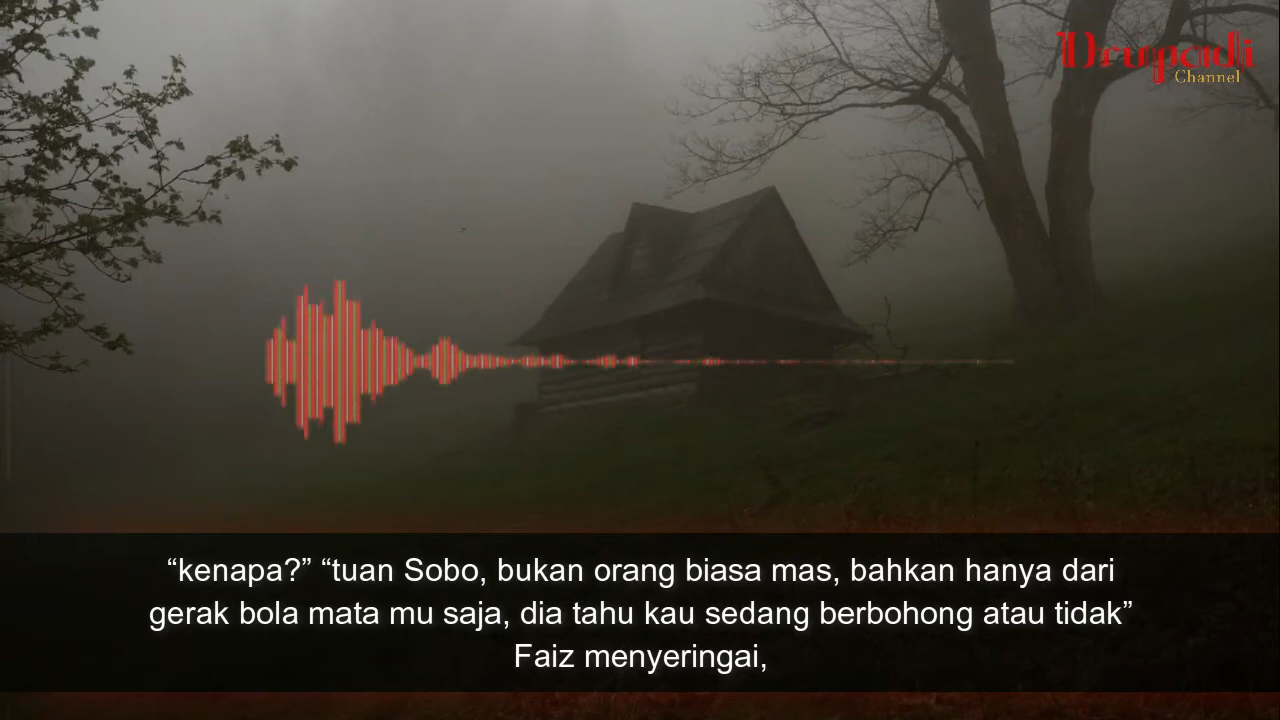 Drupadi
Channel
“kenapa?” “tuan Sobo, bukan orang biasa mas, bahkan hanya dari
gerak bola mata mu saja, dia tahu kau sedang berbohong atau tidak”
Faiz menyeringai,